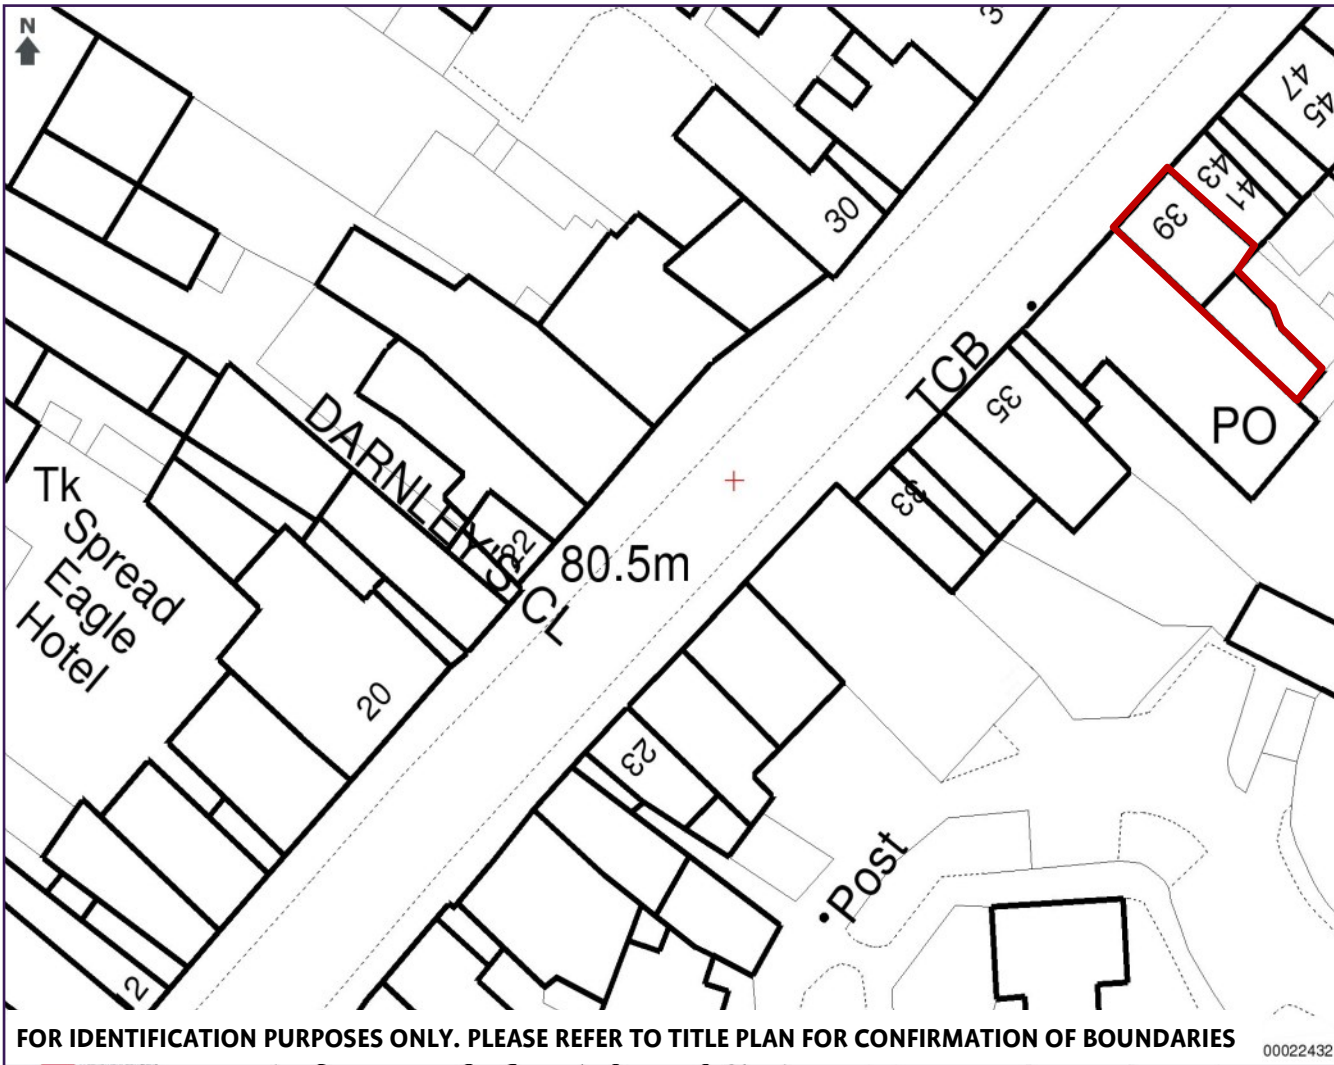 N
3
47
45
43
41
39
30
TCB
35
PO
DARNLEY'S CL
Tk
Spread
Eagle
Hotel
33
22
80.5m
20
23
Post
2
FOR IDENTIFICATION PURPOSES ONLY. PLEASE REFER TO TITLE PLAN FOR CONFIRMATION OF BOUNDARIES
00022432